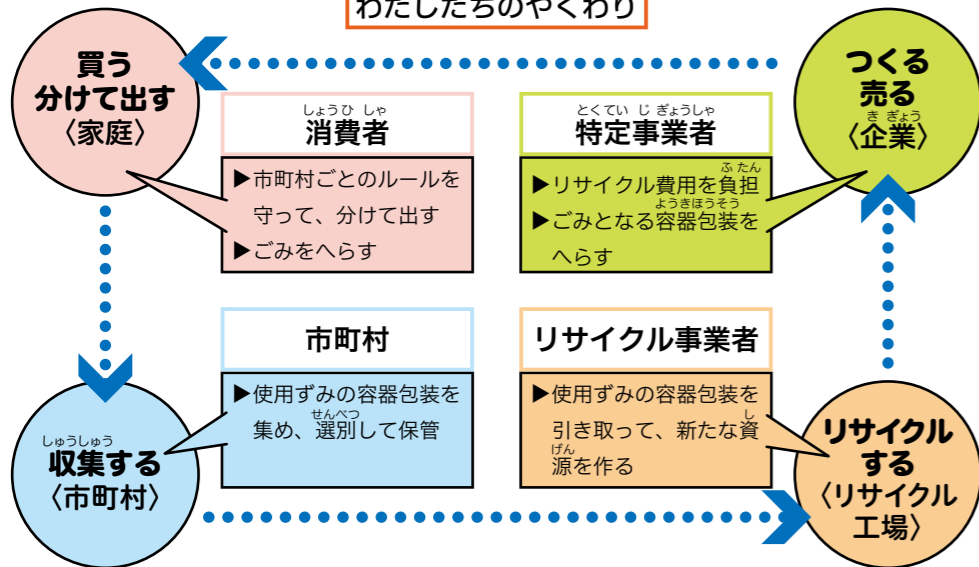 わたしたちのやくわり
買う
分けて出す
〈家庭〉
しょうひ しゃ
消費者
▶市町村ごとのルールを
守って、分けて出す
▶ごみをへらす
とくてい じ ぎょうしゃ
特定事業者
ふ たん
▶リサイクル費用を負担
ようきほうそう
▶ごみとなる容器包装を
へらす
つくる
売る
き ぎょう
〈企業〉
しゅうしゅう
収集する
〈市町村〉
市町村
▶使用ずみの容器包装を
せんべつ
集め、選別して保管
リサイクル事業者
▶使用ずみの容器包装を
し
引き取って、新たな資
げん
源を作る
リサイクル
する
〈リサイクル
工場〉